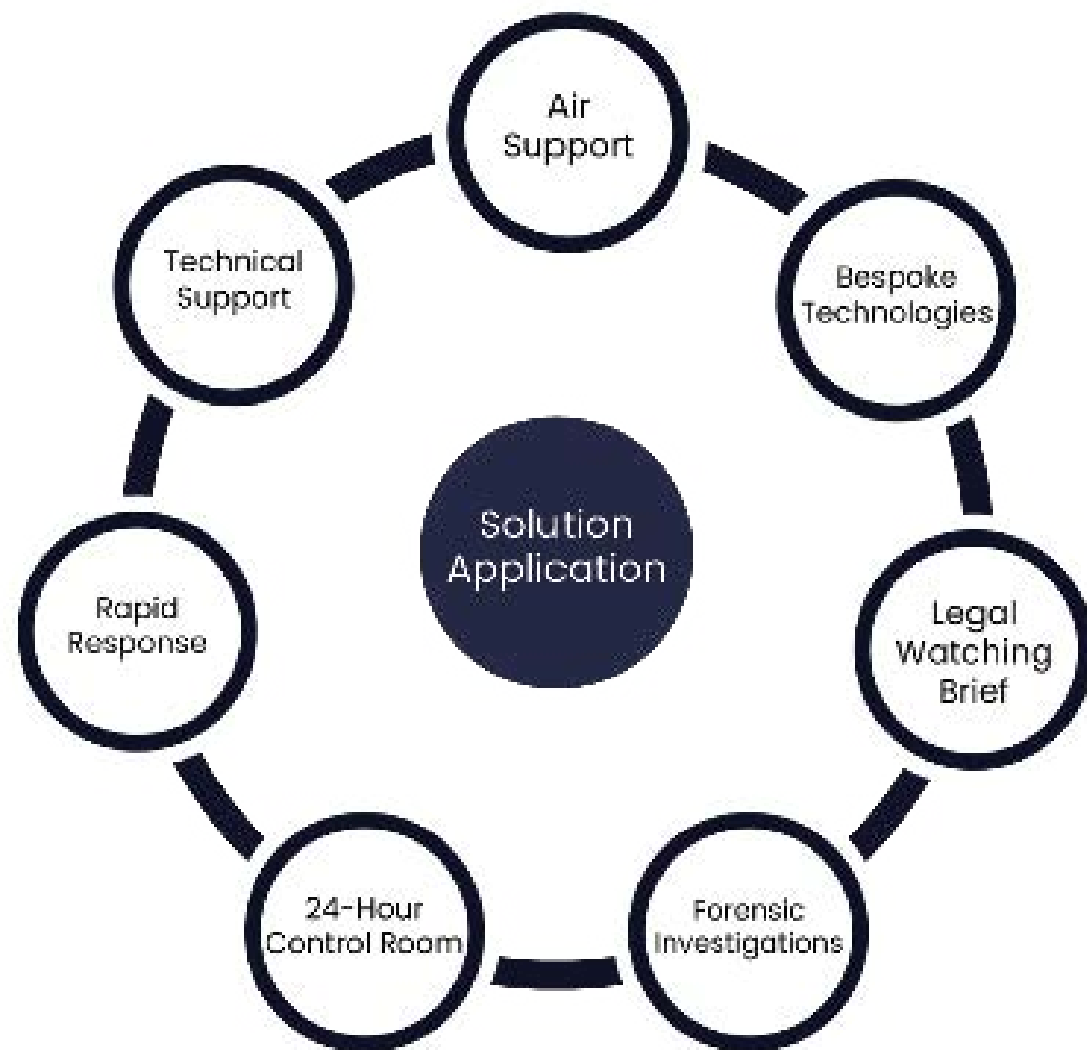 Air
Support
Bespoke
Technologies
Legal
Watching
Brief
Forensic
Investigations
24-Hour
Control Room
Rapid
Response
Technical
Support
Solution
Application